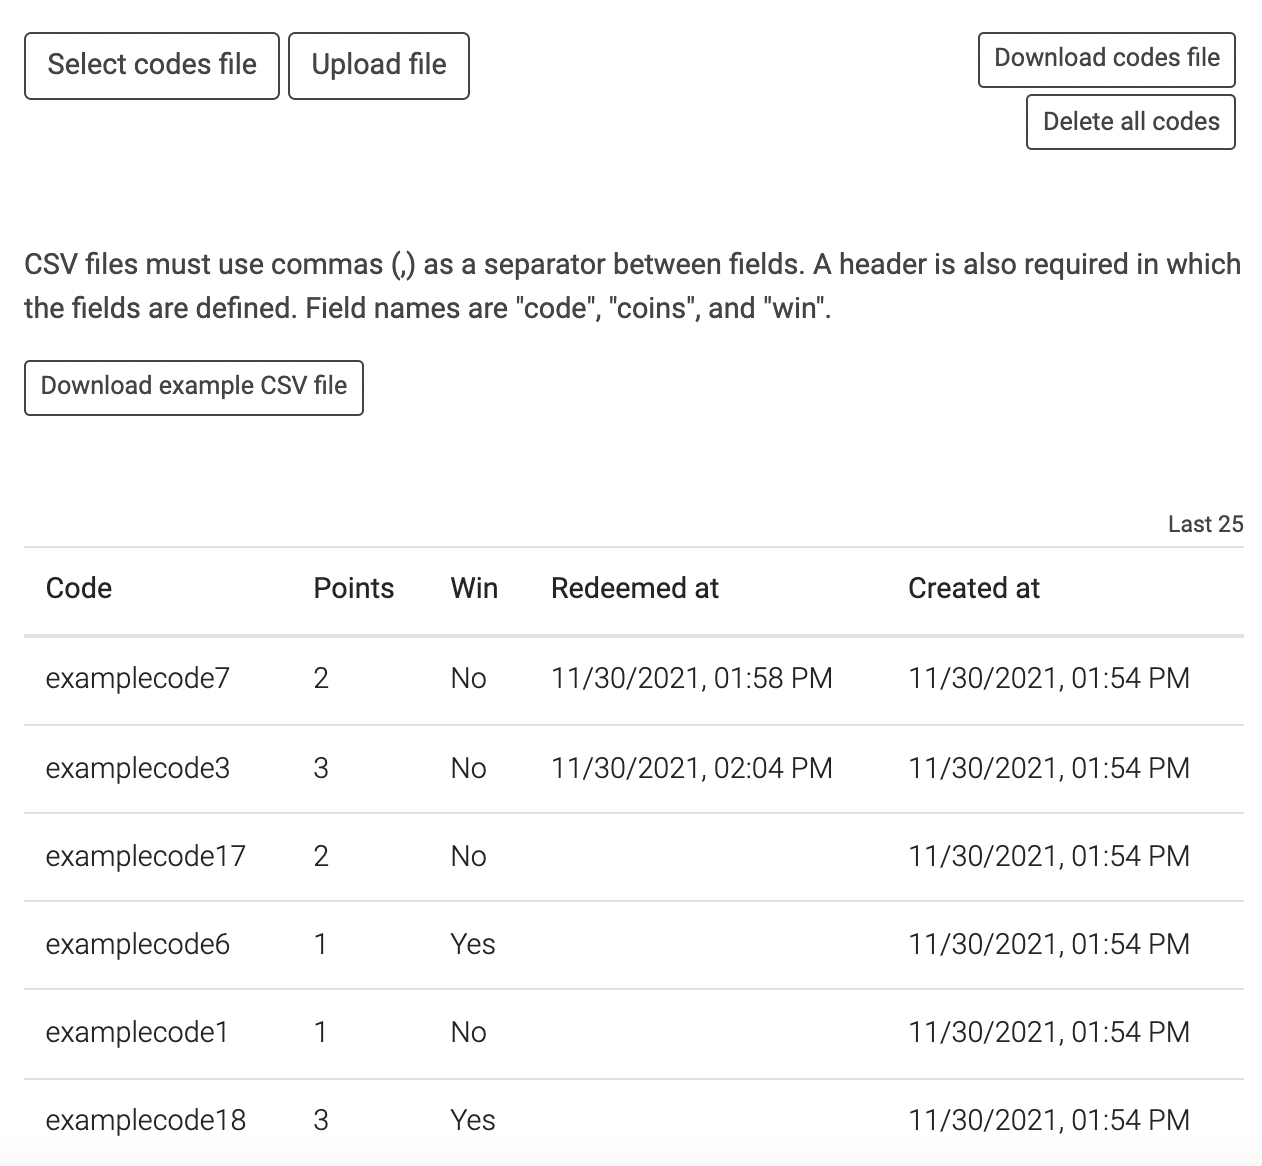 Select codes file Upload file Download codes file
Delete all codes
CSV files must use commas (,) as a separator between fields. A header is also required in which
the fields are defined. Field names are "code", "coins", and "win".
Download example CSV file
Last 25
Code Points Win Redeemed at Created at
examplecode7 2 No 11/30/2021, 01:58 PM 11/30/2021, 01:54 PM
examplecode3 3 No 11/30/2021, 02:04 PM 11/30/2021, 01:54 PM
examplecode17 2 No 11/30/2021, 01:54 PM
examplecode6 1 Yes 11/30/2021, 01:54 PM
examplecode1 1 No 11/30/2021, 01:54 PM
examplecode18 3 Yes 11/30/2021, 01:54 PM